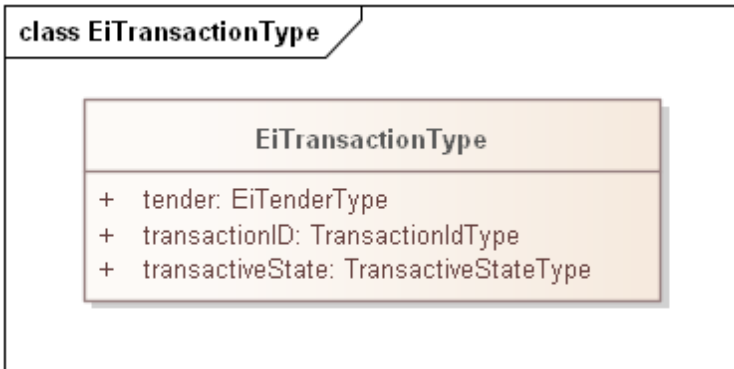 class EiTransactionType
EiTransactionType
+ tender: EiTenderType
+ transactionID: TransactionIdType
+ transactiveState: TransactiveStateType